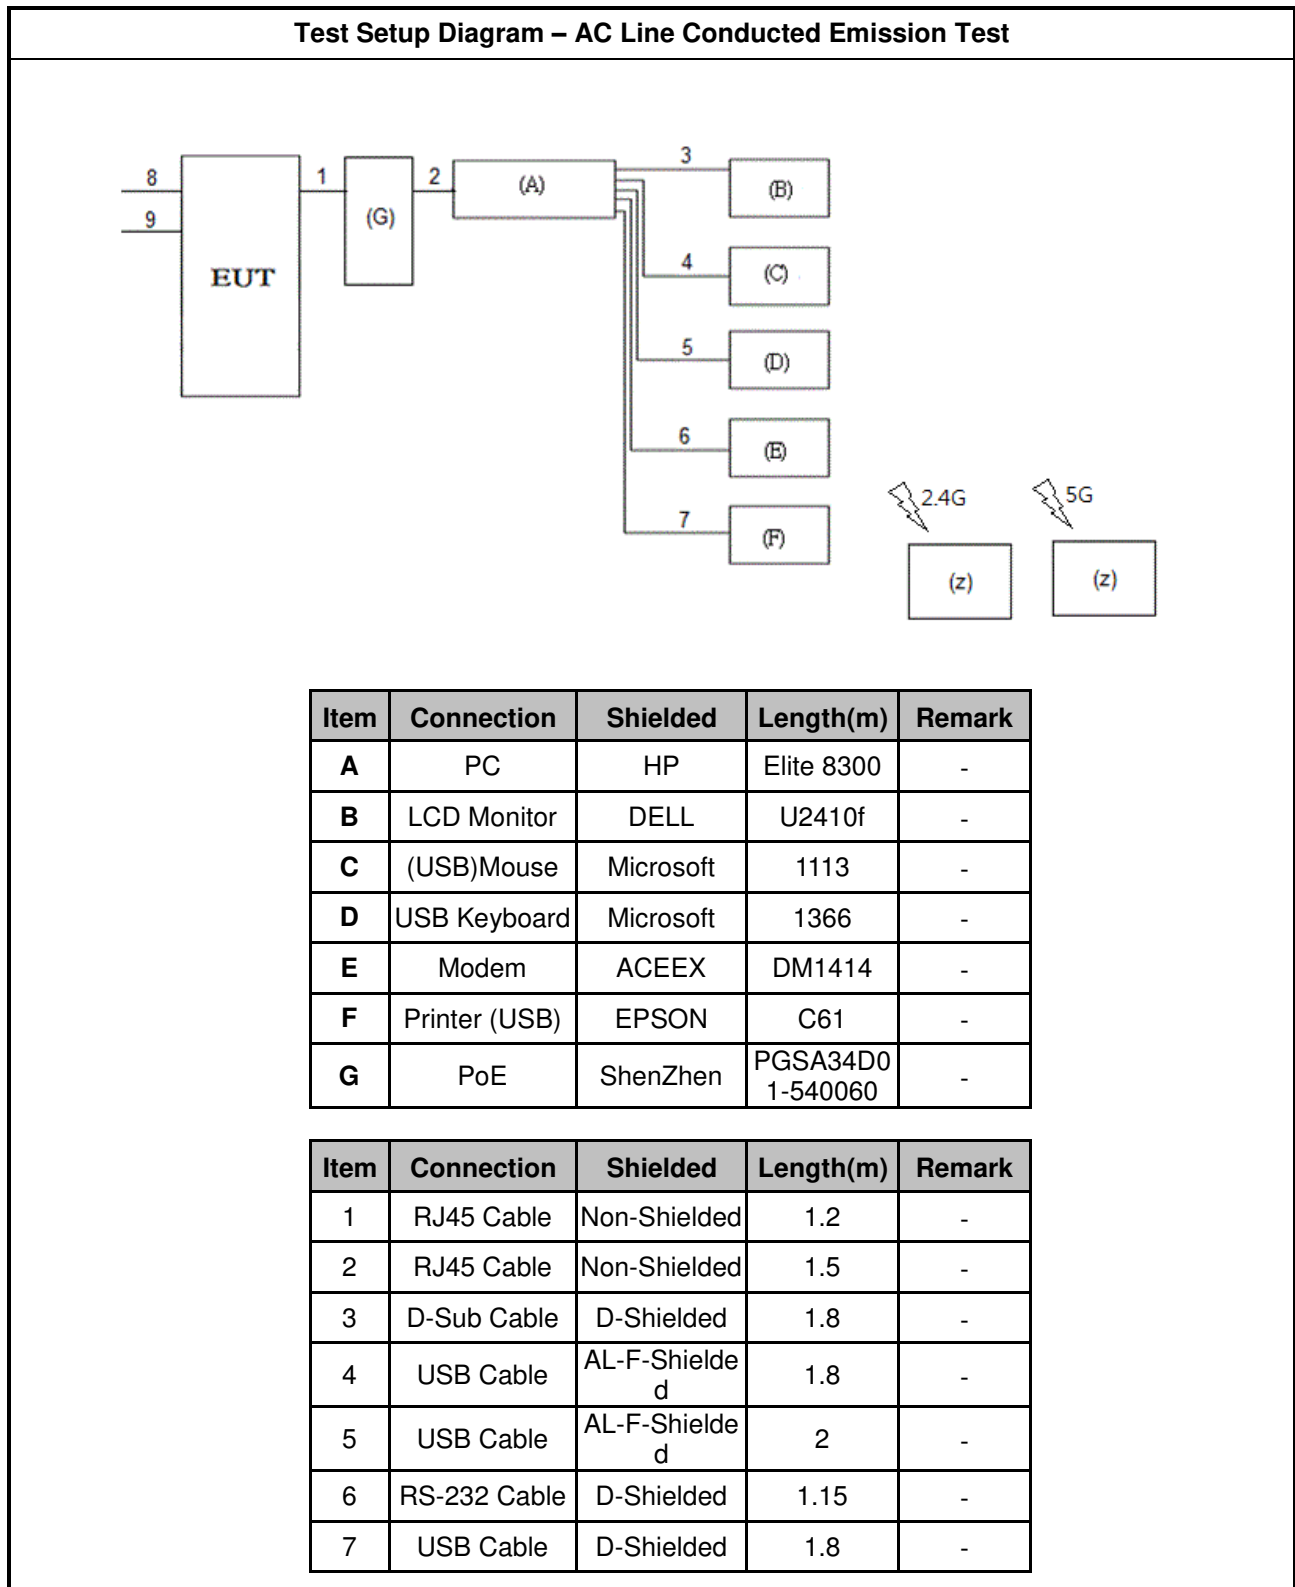 Test Setup Diagram – AC Line Conducted Emission Test
8
9
EUT
1
(G)
2
(A)
3
(B)
4
(C)
5
(D)
6
(E)
7
(F)
2.4G
5G
(z)
(z)
Item Connection Shielded Length(m) Remark
A PC HP Elite 8300 -
B LCD Monitor DELL U2410f -
C (USB)Mouse Microsoft 1113 -
D USB Keyboard Microsoft 1366 -
E Modem ACEEX DM1414 -
F Printer (USB) EPSON C61 -
G PoE ShenZhen PGSA34D0
1-540060 -
Item Connection Shielded Length(m) Remark
1 RJ45 Cable Non-Shielded 1.2 -
2 RJ45 Cable Non-Shielded 1.5 -
3 D-Sub Cable D-Shielded 1.8 -
4 USB Cable AL-F-Shielde
d 1.8 -
5 USB Cable AL-F-Shielde
d 2 -
6 RS-232 Cable D-Shielded 1.15 -
7 USB Cable D-Shielded 1.8 -